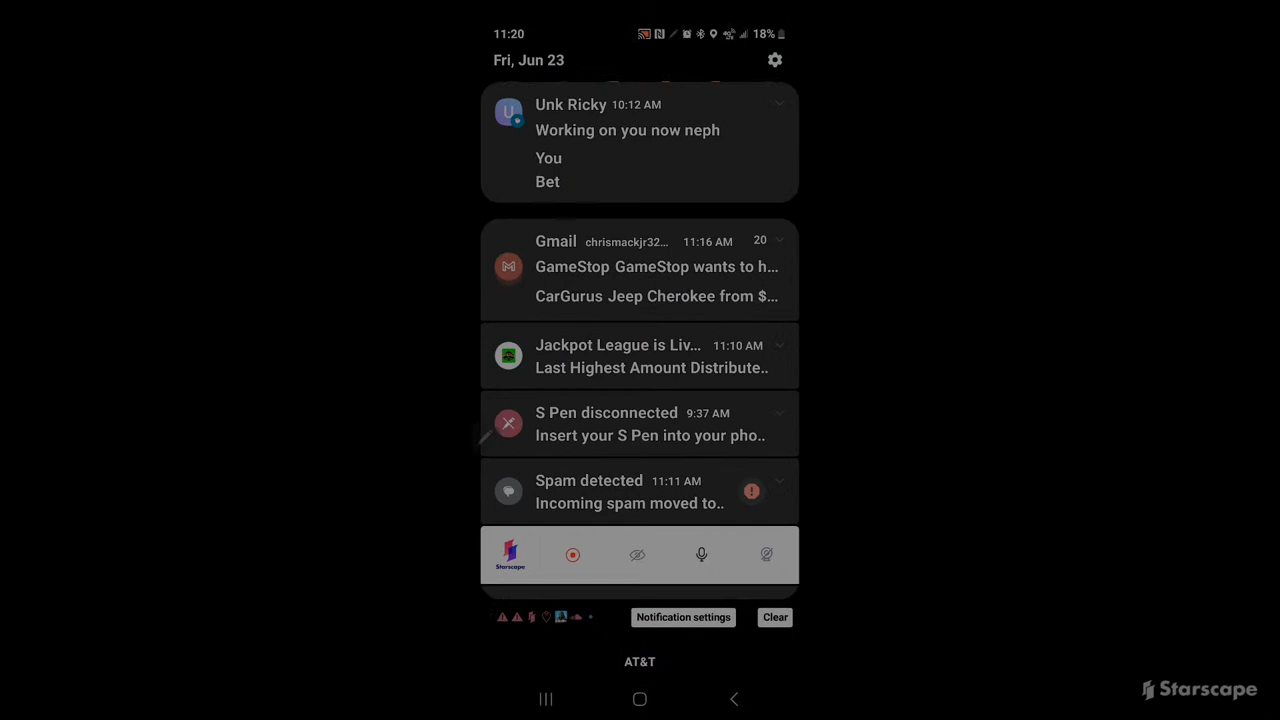 11:20 18%
Fri, Jun 23
Unk Ricky 10:12 AM
Working on you now neph
You
Bet
Gmail chrismackjr32... 11:16 AM 20
GameStop GameStop wants to h...
CarGurus Jeep Cherokee from $...
Jackpot League is Liv... 11:10 AM
Last Highest Amount Distribute..
S Pen disconnected 9:37 AM
Insert your S Pen into your pho..
Spam detected 11:11 AM
Incoming spam moved to..
Starscape
Notification settings Clear
AT&T
Starscape